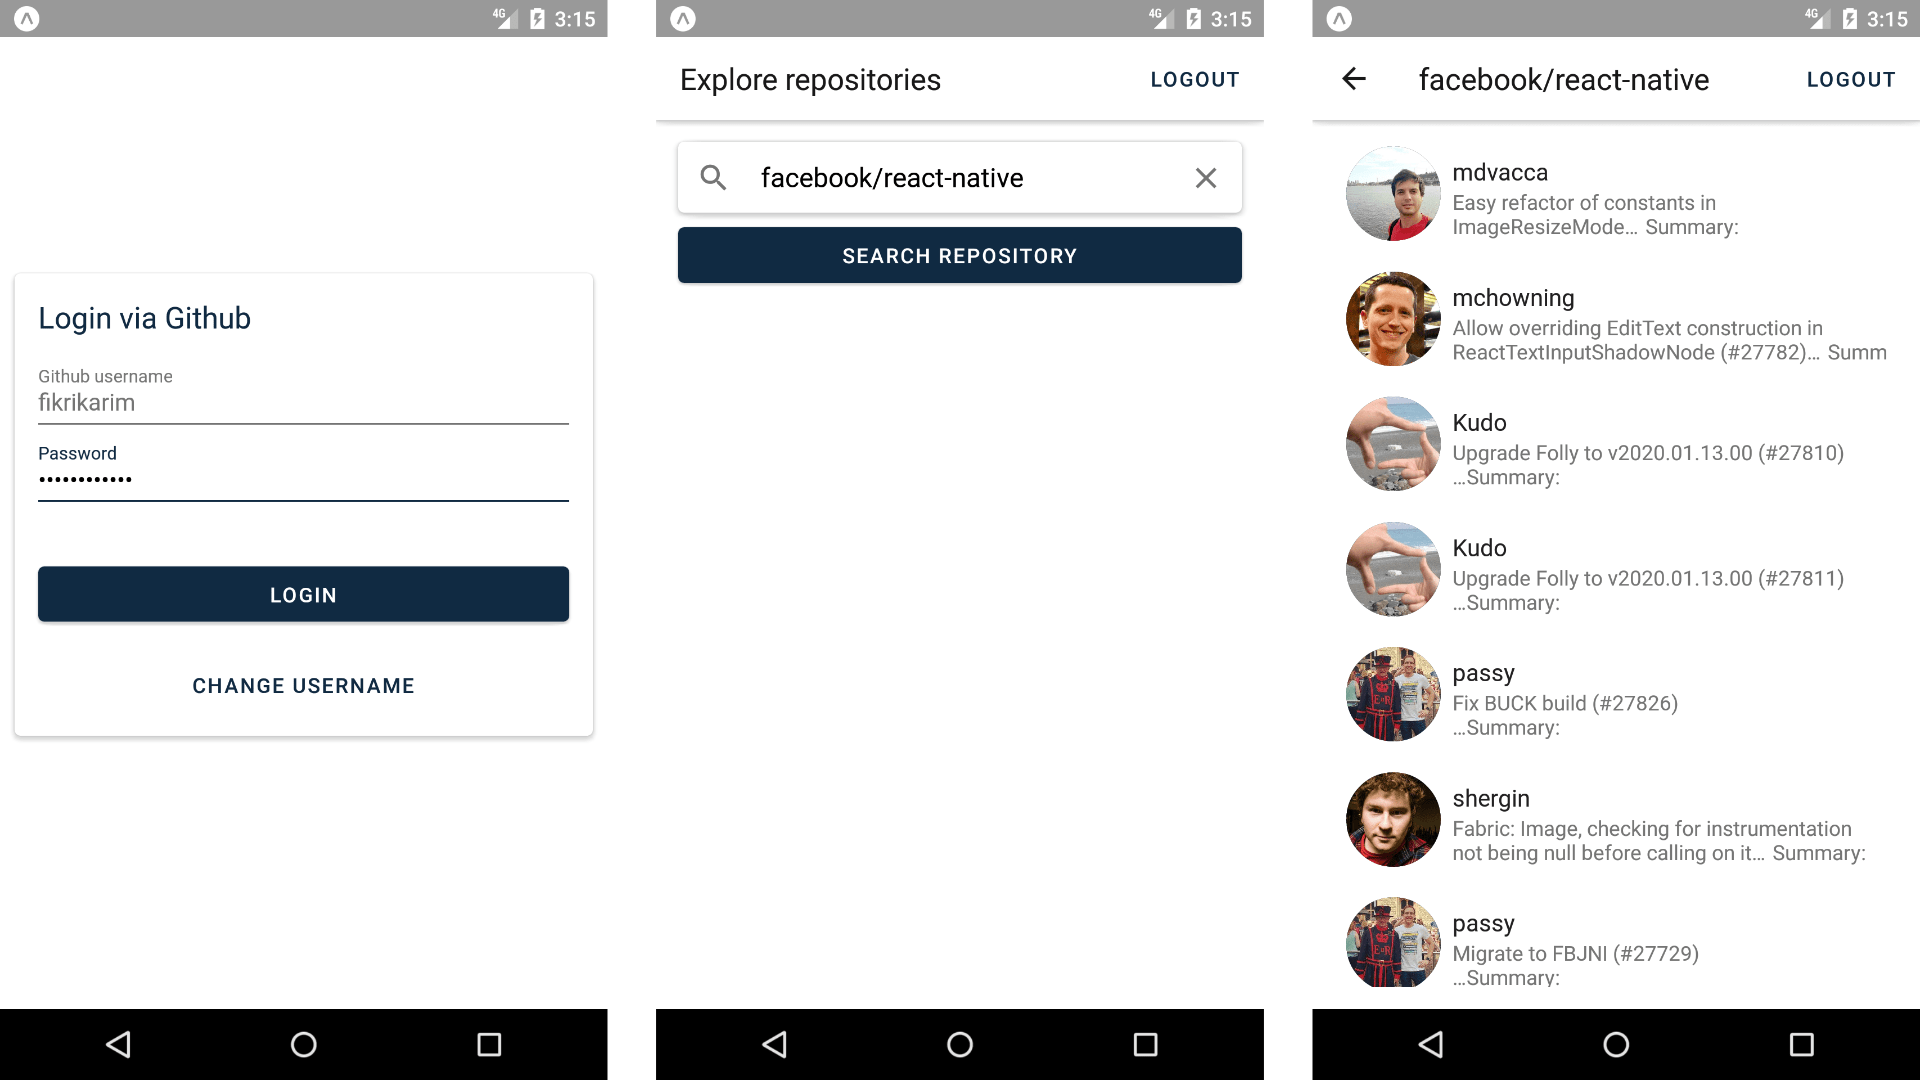 4G 3:15
Login via Github
Github username
fikrikarim
Password
••••••••••••
LOGIN
CHANGE USERNAME
4G 3:15
Explore repositories LOGOUT
facebook/react-native
SEARCH REPOSITORY
4G 3:15
facebook/react-native LOGOUT
mdvacca
Easy refactor of constants in
ImageResizeMode… Summary:
mchowning
Allow overriding EditText construction in
ReactTextInputShadowNode (#27782)… Summ
Kudo
Upgrade Folly to v2020.01.13.00 (#27810)
…Summary:
Kudo
Upgrade Folly to v2020.01.13.00 (#27811)
…Summary:
passy
Fix BUCK build (#27826)
…Summary:
shergin
Fabric: Image, checking for instrumentation
not being null before calling on it… Summary:
passy
Migrate to FBJNI (#27729)
…Summary: